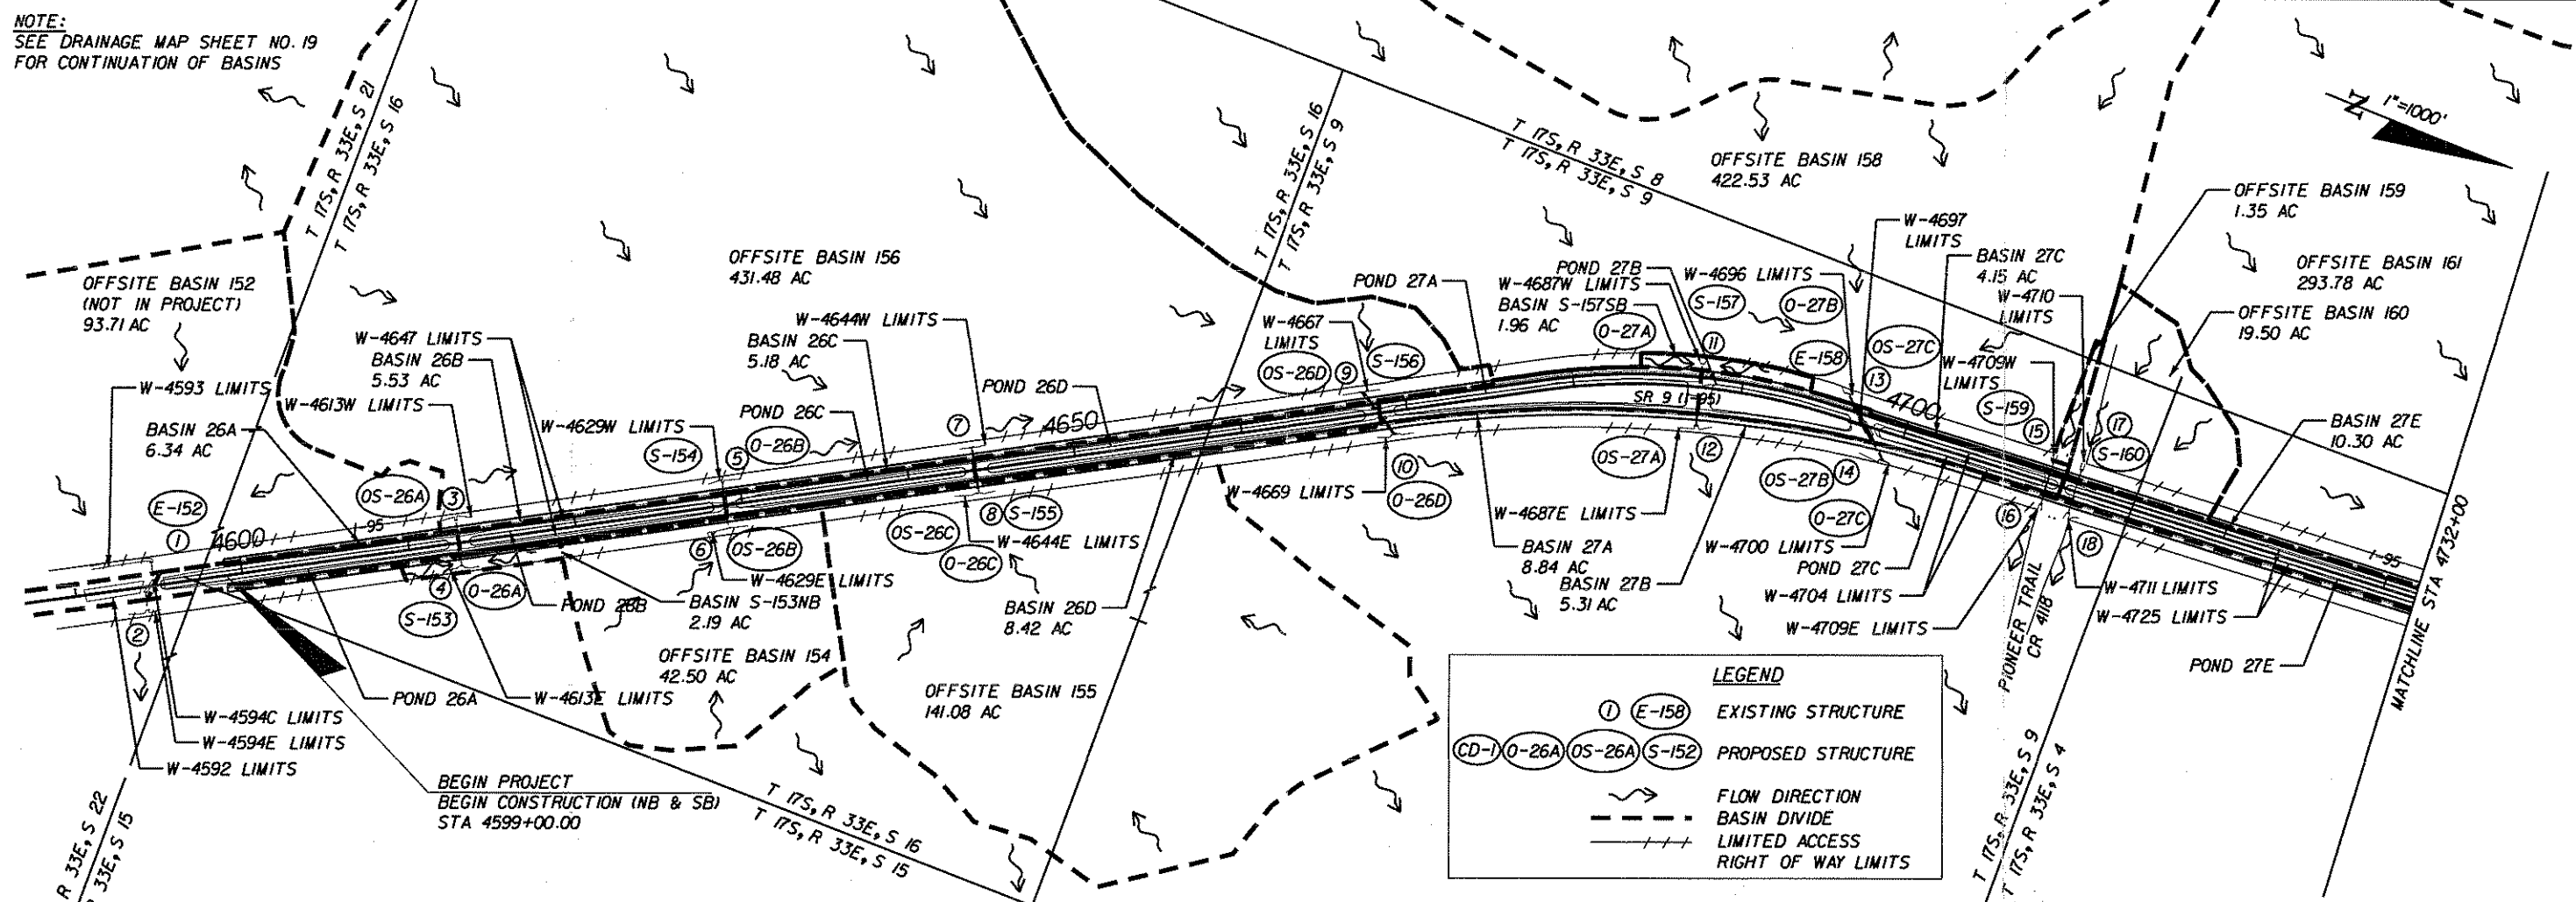 NOTE:
SEE DRAINAGE MAP SHEET NO. 19
FOR CONTINUATION OF BASINS
T 17S, R 33E, S 21
T 17S, R 33E, S 16
T 17S, R 33E, S 16
T 17S, R 33E, S 9
T 17S, R 33E, S 8
T 17S, R 33E, S 9
OFFSITE BASIN 158
422.53 AC
N
1"=1000'
OFFSITE BASIN 159
1.35 AC
OFFSITE BASIN 161
293.78 AC
OFFSITE BASIN 160
19.50 AC
OFFSITE BASIN 152
(NOT IN PROJECT)
93.71 AC
OFFSITE BASIN 156
431.48 AC
W-4593 LIMITS
BASIN 26A
6.34 AC
W-4647 LIMITS
BASIN 26B
5.53 AC
W-4613W LIMITS
W-4629W LIMITS
W-4644W LIMITS
BASIN 26C
5.18 AC
POND 26C
POND 26D
W-4667
LIMITS
POND 27A
POND 27B
W-4687W LIMITS
BASIN S-157SB
1.96 AC
W-4696 LIMITS
W-4697
LIMITS
BASIN 27C
4.15 AC
W-4710
LIMITS
W-4709W
LIMITS
BASIN 27E
10.30 AC
E-152
1
2
OS-26A
3
4
S-153
O-26A
S-154
5
O-26B
6
OS-26B
7
8
S-155
OS-26C
O-26C
OS-26D
9
S-156
10
O-26D
O-27A
S-157
11
O-27B
E-158
OS-27C
13
OS-27A
12
OS-27B
14
O-27C
S-159
15
16
17
S-160
18
4600
95
4650
SR 9 (I-95)
4700
95
W-4594C LIMITS
W-4594E LIMITS
W-4592 LIMITS
POND 26A
W-4613E LIMITS
POND 26B
BASIN S-153NB
2.19 AC
W-4629E LIMITS
OFFSITE BASIN 154
42.50 AC
OFFSITE BASIN 155
141.08 AC
W-4644E LIMITS
BASIN 26D
8.42 AC
W-4669 LIMITS
W-4687E LIMITS
BASIN 27A
8.84 AC
BASIN 27B
5.31 AC
W-4700 LIMITS
POND 27C
W-4704 LIMITS
W-4709E LIMITS
PIONEER TRAIL
CR 4118
W-4711 LIMITS
W-4725 LIMITS
POND 27E
MATCHLINE STA 4732+00
BEGIN PROJECT
BEGIN CONSTRUCTION (NB & SB)
STA 4599+00.00
R 33E, S 22
33E, S 15
T 17S, R 33E, S 16
T 17S, R 33E, S 15
T 17S, R 33E, S 9
T 17S, R 33E, S 4
LEGEND
1 E-158 EXISTING STRUCTURE
CD-1 O-26A OS-26A S-152 PROPOSED STRUCTURE
FLOW DIRECTION
BASIN DIVIDE
LIMITED ACCESS
RIGHT OF WAY LIMITS